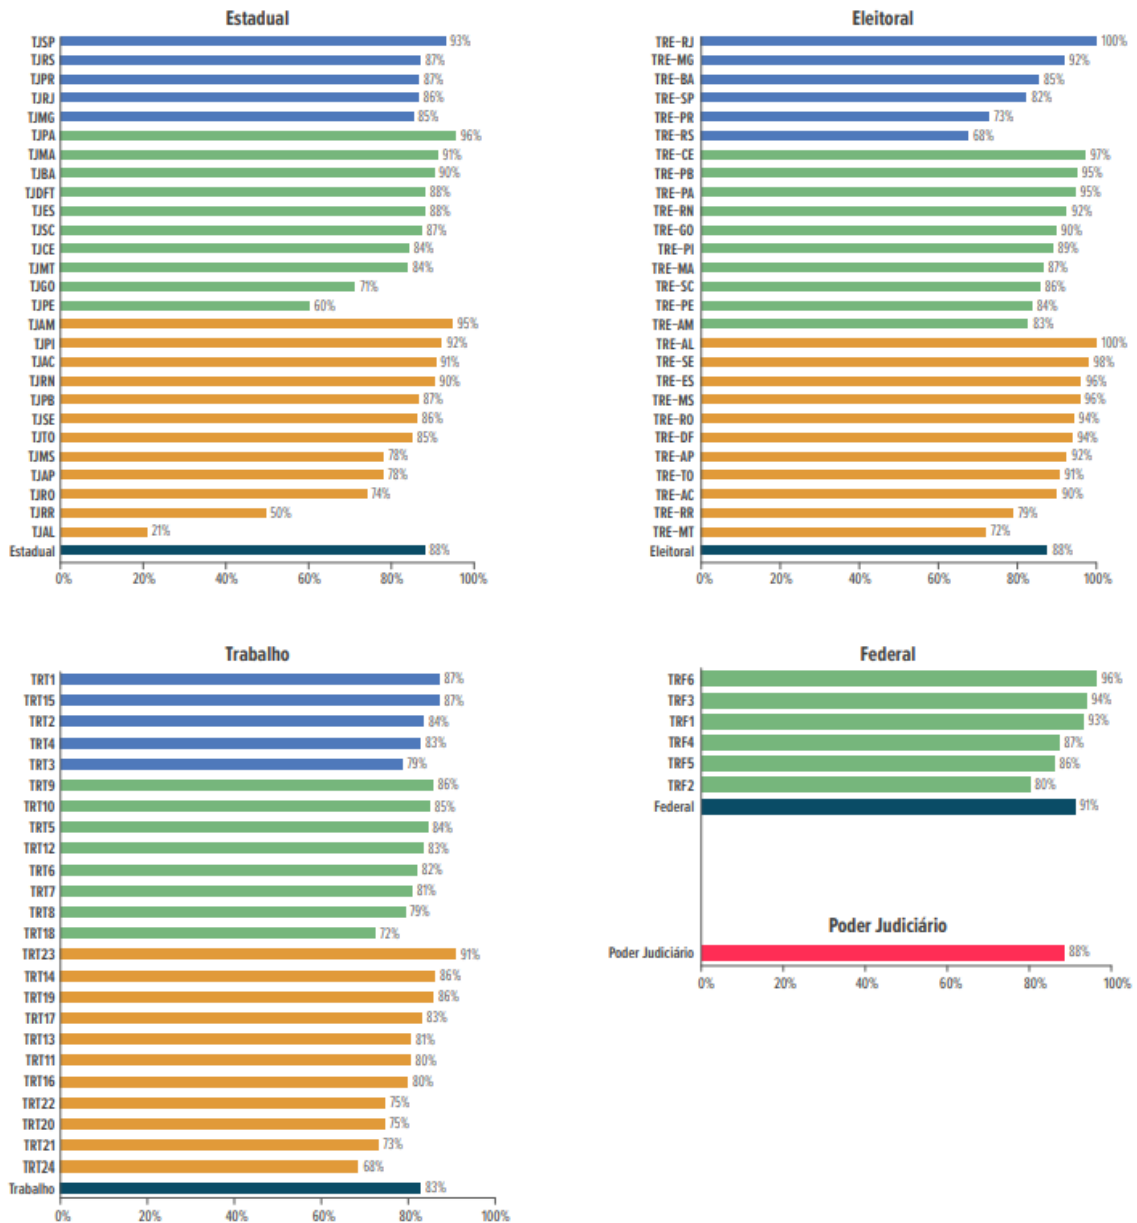 Estadual
TJSP 93%
TJRS 87%
TJPR 87%
TJRJ 86%
TJMG 85%
TJPA 96%
TJMA 91%
TJBA 90%
TJDFT 88%
TJES 88%
TJSC 87%
TJCE 84%
TJMT 84%
TJGO 71%
TJPE 60%
TJAM 95%
TJPI 92%
TJAC 91%
TJRN 90%
TJPB 87%
TJSE 86%
TJTO 85%
TJMS 78%
TJAP 78%
TJRO 74%
TJRR 50%
TJAL 21%
Estadual 88%
0% 20% 40% 60% 80% 100%
Eleitoral
TRE-RJ 100%
TRE-MG 92%
TRE-BA 85%
TRE-SP 82%
TRE-PR 73%
TRE-RS 68%
TRE-CE 97%
TRE-PB 95%
TRE-PA 95%
TRE-RN 92%
TRE-GO 90%
TRE-PI 89%
TRE-MA 87%
TRE-SC 86%
TRE-PE 84%
TRE-AM 83%
TRE-AL 100%
TRE-SE 98%
TRE-ES 96%
TRE-MS 96%
TRE-RO 94%
TRE-DF 94%
TRE-AP 92%
TRE-TO 91%
TRE-AC 90%
TRE-RR 79%
TRE-MT 72%
Eleitoral 88%
0% 20% 40% 60% 80% 100%
Trabalho
TRT1 87%
TRT15 87%
TRT2 84%
TRT4 83%
TRT3 79%
TRT9 86%
TRT10 85%
TRT5 84%
TRT12 83%
TRT6 82%
TRT7 81%
TRT8 79%
TRT18 72%
TRT23 91%
TRT14 86%
TRT19 86%
TRT17 83%
TRT13 81%
TRT11 80%
TRT16 80%
TRT22 75%
TRT20 75%
TRT21 73%
TRT24 68%
Trabalho 83%
0% 20% 40% 60% 80% 100%
Federal
TRF6 96%
TRF3 94%
TRF1 93%
TRF4 87%
TRF5 86%
TRF2 80%
Federal 91%
Poder Judiciário
Poder Judiciário 88%
0% 20% 40% 60% 80% 100%